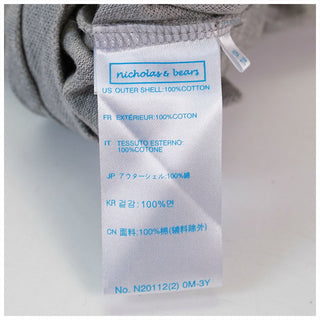 nicholas & bears
US OUTER SHELL:100%COTTON
FR EXTÉRIEUR:100%COTON
IT TESSUTO ESTERNO:
100%COTONE
JP アウターシェル:100%綿
KR 겉감:100%면
CN 面料:100%棉(辅料除外)
No. N20112(2) 0M-3Y